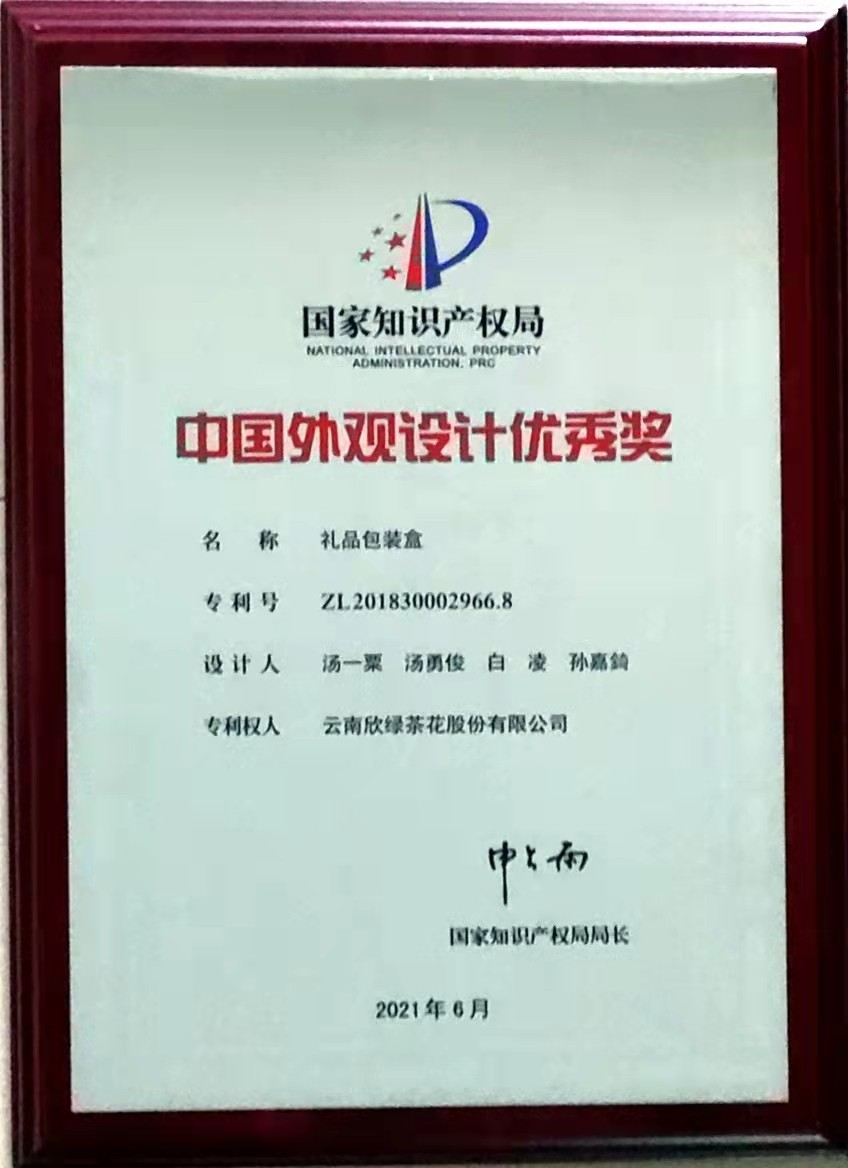 国家知识产权局
NATIONAL INTELLECTUAL PROPERTY
ADMINISTRATION, PRC
中国外观设计优秀奖
名 称 礼品包装盒
专利号 ZL201830002966.8
设计人 汤一粟 汤勇俊 白 凌 孙嘉錡
专利权人 云南欣绿茶花股份有限公司
申长雨
国家知识产权局局长
2021年6月